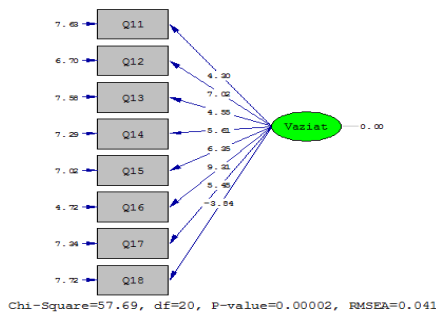 7.63 Q11
4.30
6.70 Q12
7.02
7.58 Q13
4.55
7.29 Q14
5.61
Vaziat 0.00
7.02 Q15
6.35
4.72 Q16
9.31
5.45
7.34 Q17
-3.84
7.72 Q18
Chi-Square=57.69, df=20, P-value=0.00002, RMSEA=0.041